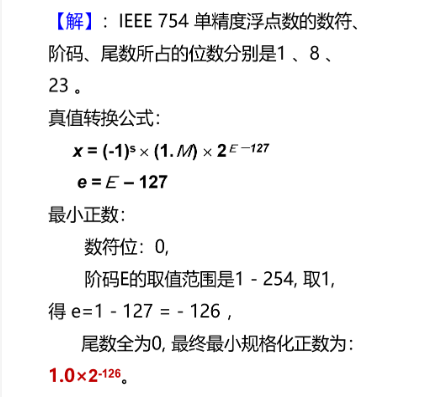 【解】：IEEE 754 单精度浮点数的数符、
阶码、尾数所占的位数分别是1 、8 、
23 。
真值转换公式：
x = (-1)ˢ × (1.M) × 2 ᴱ ⁻¹²⁷
e = E – 127
最小正数：
数符位：0,
阶码E的取值范围是1 - 254, 取1,
得 e=1 - 127 = - 126 ,
尾数全为0, 最终最小规格化正数为：
1.0×2⁻¹²⁶。